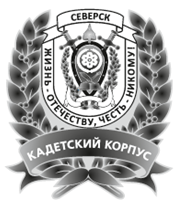 СЕВЕРСК
ЖИЗНЬ - ОТЕЧЕСТВУ, ЧЕСТЬ - НИКОМУ!
КАДЕТСКИЙ КОРПУС